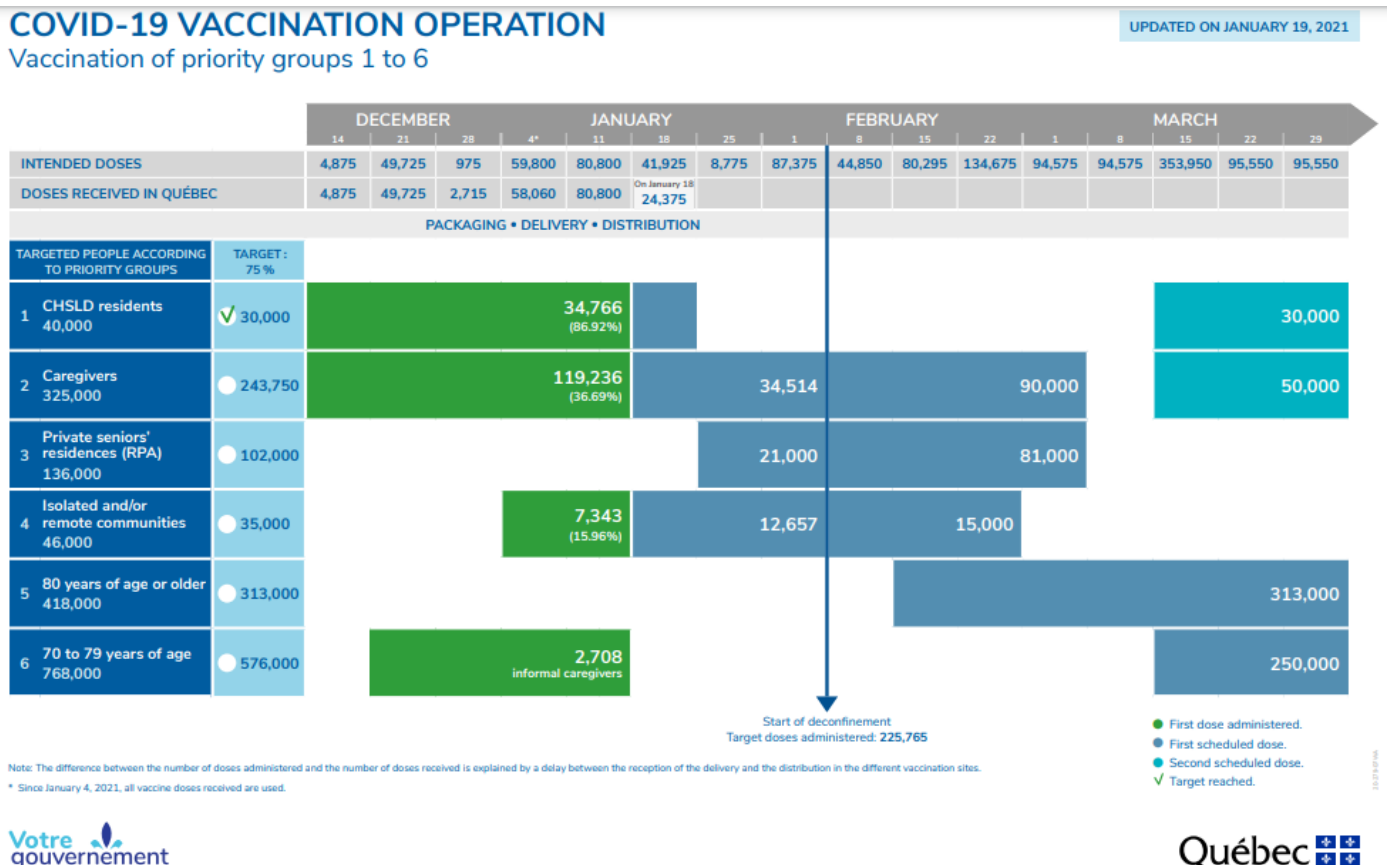 COVID-19 VACCINATION OPERATION
UPDATED ON JANUARY 19, 2021
Vaccination of priority groups 1 to 6
DECEMBER JANUARY FEBRUARY MARCH
14 21 28 4* 11 18 25 1 8 15 22 1 8 15 22 29
INTENDED DOSES 4,875 49,725 975 59,800 80,800 41,925 8,775 87,375 44,850 80,295 134,675 94,575 94,575 353,950 95,550 95,550
On January 18
DOSES RECEIVED IN QUÉBEC 4,875 49,725 2,715 58,060 80,800 24,375
PACKAGING • DELIVERY • DISTRIBUTION
TARGETED PEOPLE ACCORDING
TO PRIORITY GROUPS
TARGET :
75 %
1 CHSLD residents
40,000
30,000
34,766
(86.92%)
30,000
2 Caregivers
325,000
243,750
119,236
(36.69%)
34,514
90,000
50,000
3 Private seniors'
residences (RPA)
136,000
102,000
21,000
81,000
4 Isolated and/or
remote communities
46,000
35,000
7,343
(15.96%)
12,657
15,000
5 80 years of age or older
418,000
313,000
313,000
6 70 to 79 years of age
768,000
576,000
2,708
informal caregivers
250,000
Start of deconfinement
Target doses administered: 225,765
First dose administered.
First scheduled dose.
Second scheduled dose.
Target reached.
Note: The difference between the number of doses administered and the number of doses received is explained by a delay between the reception of the delivery and the distribution in the different vaccination sites.
* Since January 4, 2021, all vaccine doses received are used.
Votre
gouvernement
Québec